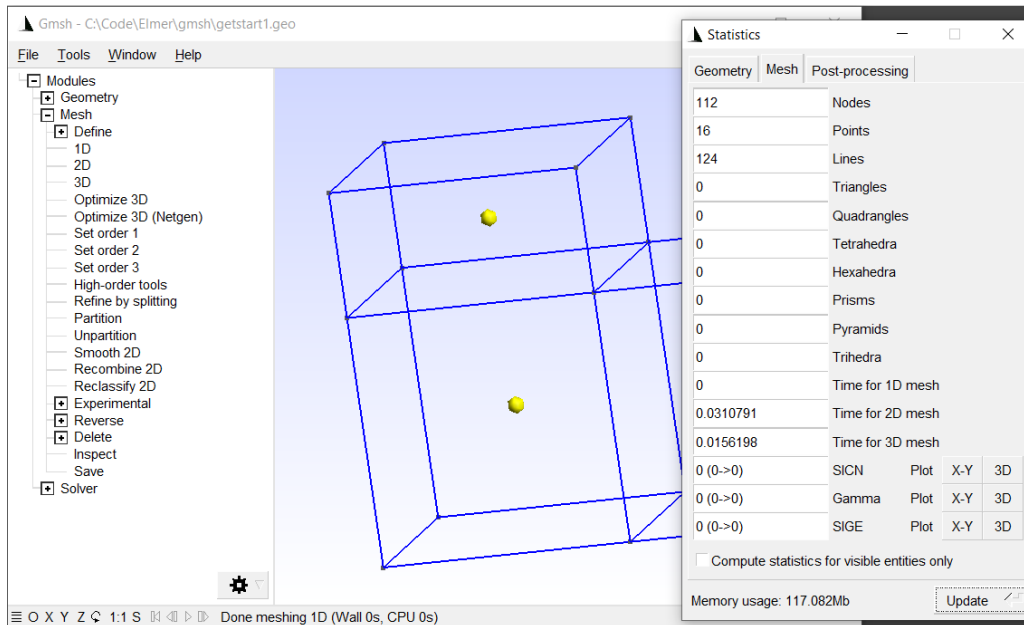 Gmsh - C:\Code\Elmer\gmsh\getstart1.geo
File Tools Window Help
Modules
Geometry
Mesh
Define
1D
2D
3D
Optimize 3D
Optimize 3D (Netgen)
Set order 1
Set order 2
Set order 3
High-order tools
Refine by splitting
Partition
Unpartition
Smooth 2D
Recombine 2D
Reclassify 2D
Experimental
Reverse
Delete
Inspect
Save
Solver
O X Y Z 1:1 S Done meshing 1D (Wall 0s, CPU 0s)
Statistics
Geometry Mesh Post-processing
112 Nodes
16 Points
124 Lines
0 Triangles
0 Quadrangles
0 Tetrahedra
0 Hexahedra
0 Prisms
0 Pyramids
0 Trihedra
0 Time for 1D mesh
0.0310791 Time for 2D mesh
0.0156198 Time for 3D mesh
0 (0->0) SICN Plot X-Y 3D
0 (0->0) Gamma Plot X-Y 3D
0 (0->0) SIGE Plot X-Y 3D
Compute statistics for visible entities only
Memory usage: 117.082Mb Update